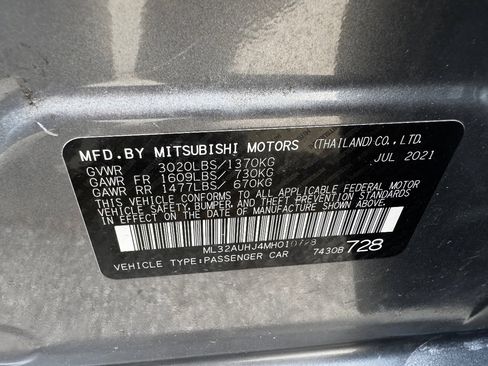 MFD.BY MITSUBISHI MOTORS (THAILAND)CO.,LTD.
GVWR 3020LBS/1370KG JUL 2021
GAWR FR 1609LBS/ 730KG
GAWR RR 1477LBS/ 670KG
THIS VEHICLE CONFORMS TO ALL APPLICABLE FEDERAL MOTOR
VEHICLE SAFETY, BUMPER, AND THEFT PREVENTION STANDARDS
IN EFFECT ON THE DATE OF MANUFACTURE SHOWN ABOVE.
ML32AUHJ4MH010728
VEHICLE TYPE:PASSENGER CAR 7430B 728